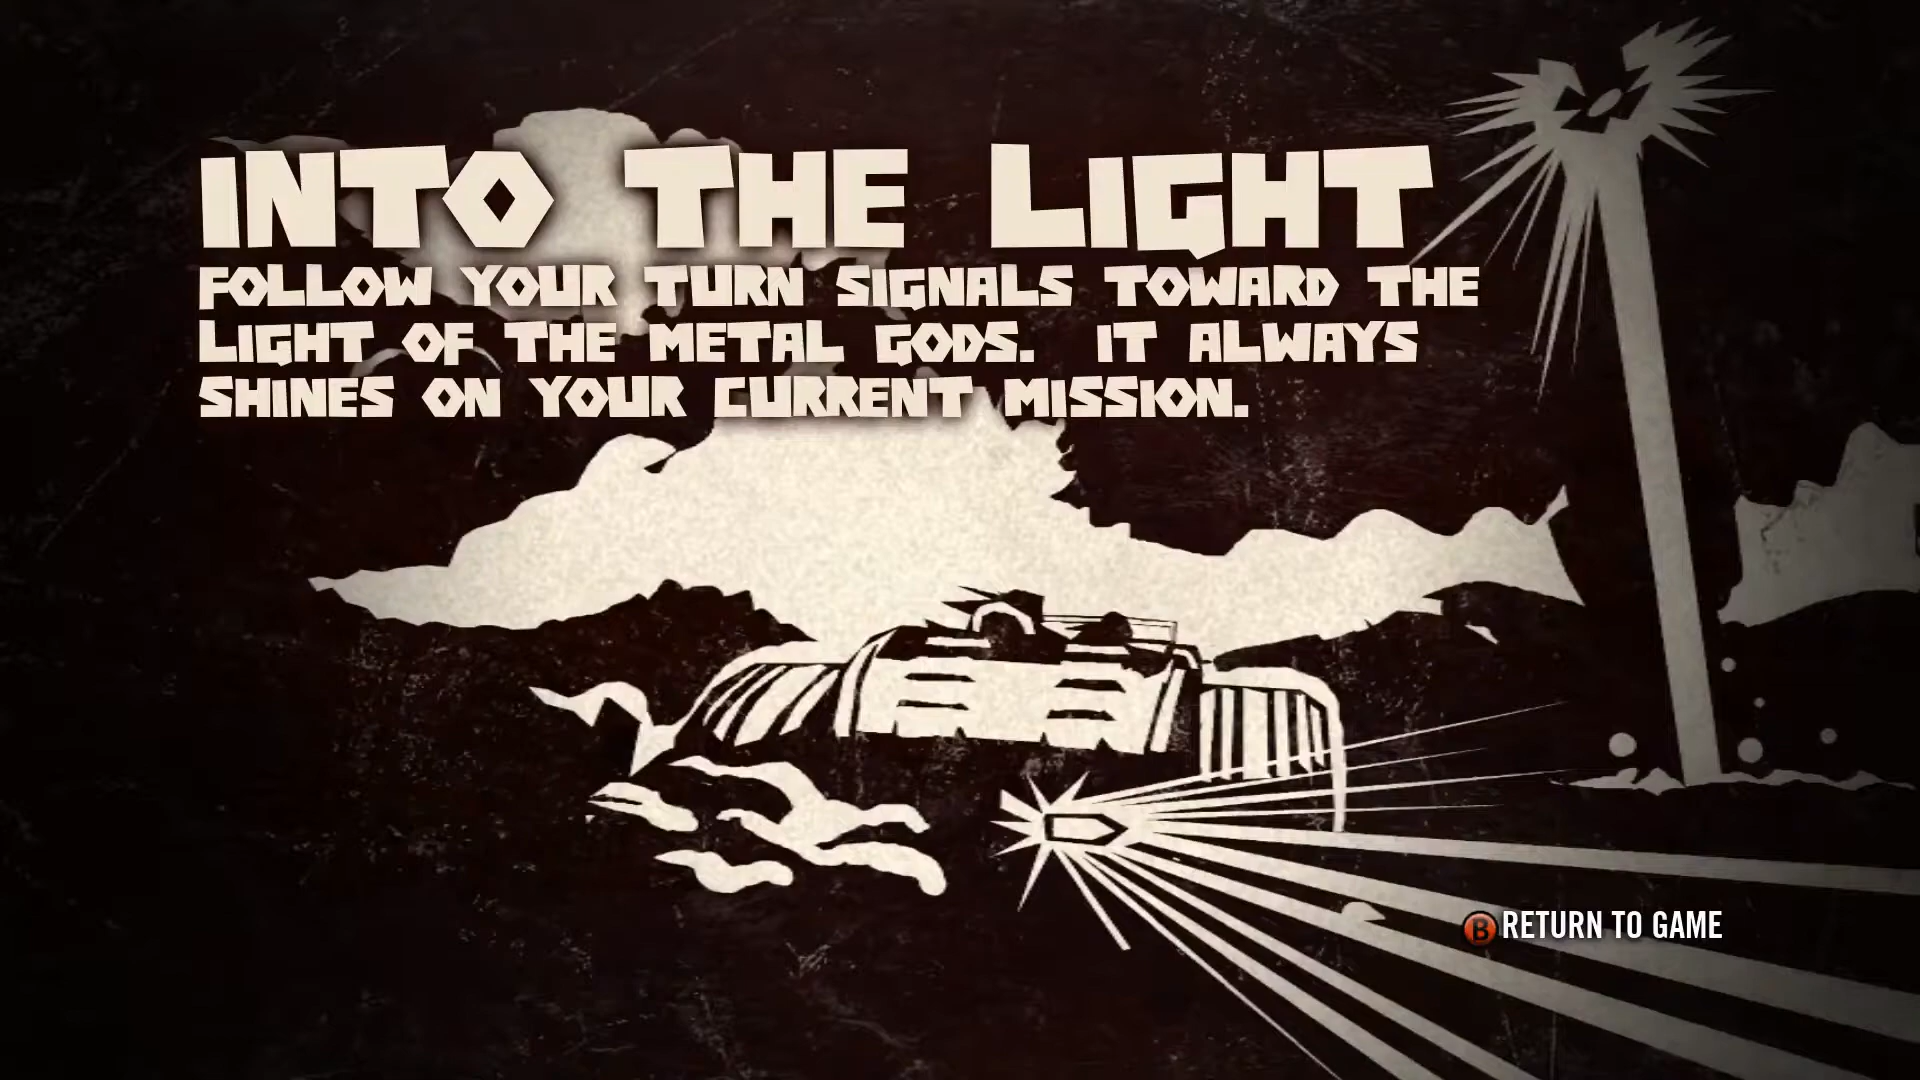 INTO THE LIGHT
FOLLOW YOUR TURN SIGNALS TOWARD THE
LIGHT OF THE METAL GODS. IT ALWAYS
SHINES ON YOUR CURRENT MISSION.
B RETURN TO GAME